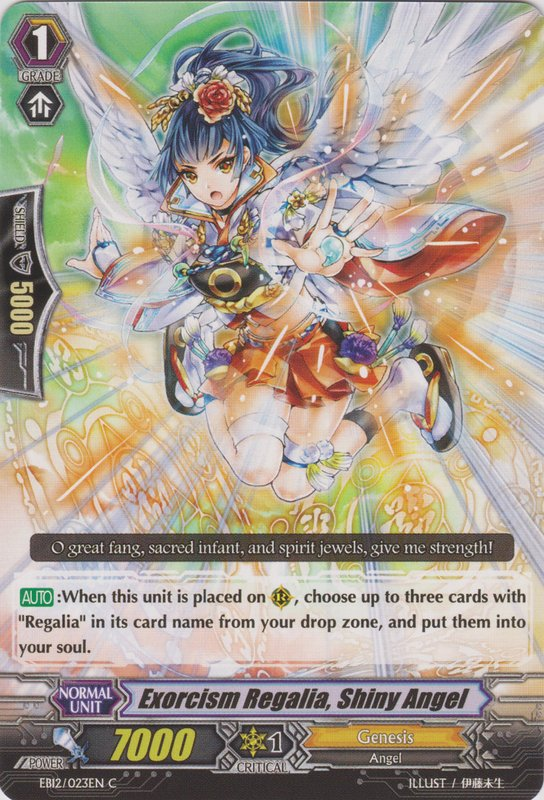 1
GRADE
SHIELD
5000
O great fang, sacred infant, and spirit jewels, give me strength!
AUTO:When this unit is placed on R, choose up to three cards with
"Regalia" in its card name from your drop zone, and put them into
your soul.
NORMAL
UNIT
Exorcism Regalia, Shiny Angel
POWER
7000
1
CRITICAL
Genesis
Angel
EB12/023EN C
ILLUST / 伊藤未生